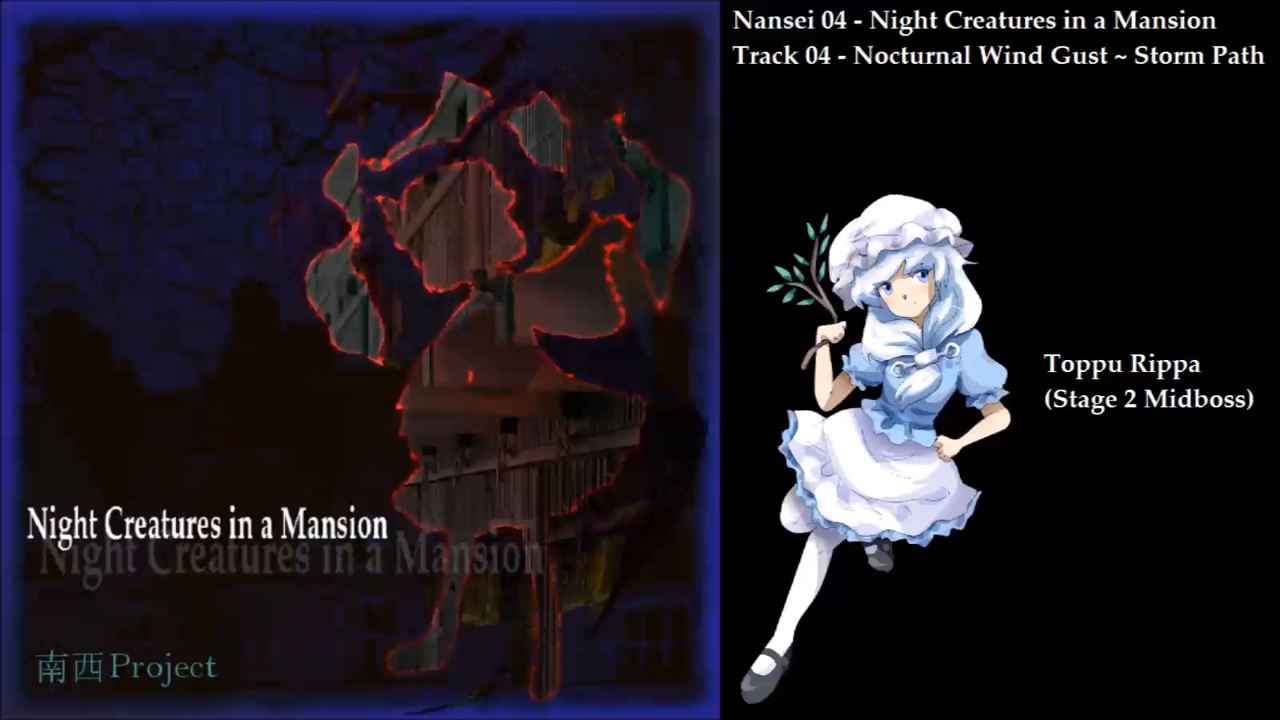 Nansei 04 - Night Creatures in a Mansion
Track 04 - Nocturnal Wind Gust ~ Storm Path
Toppu Rippa
(Stage 2 Midboss)
Night Creatures in a Mansion
Night Creatures in a Mansion
南西Project